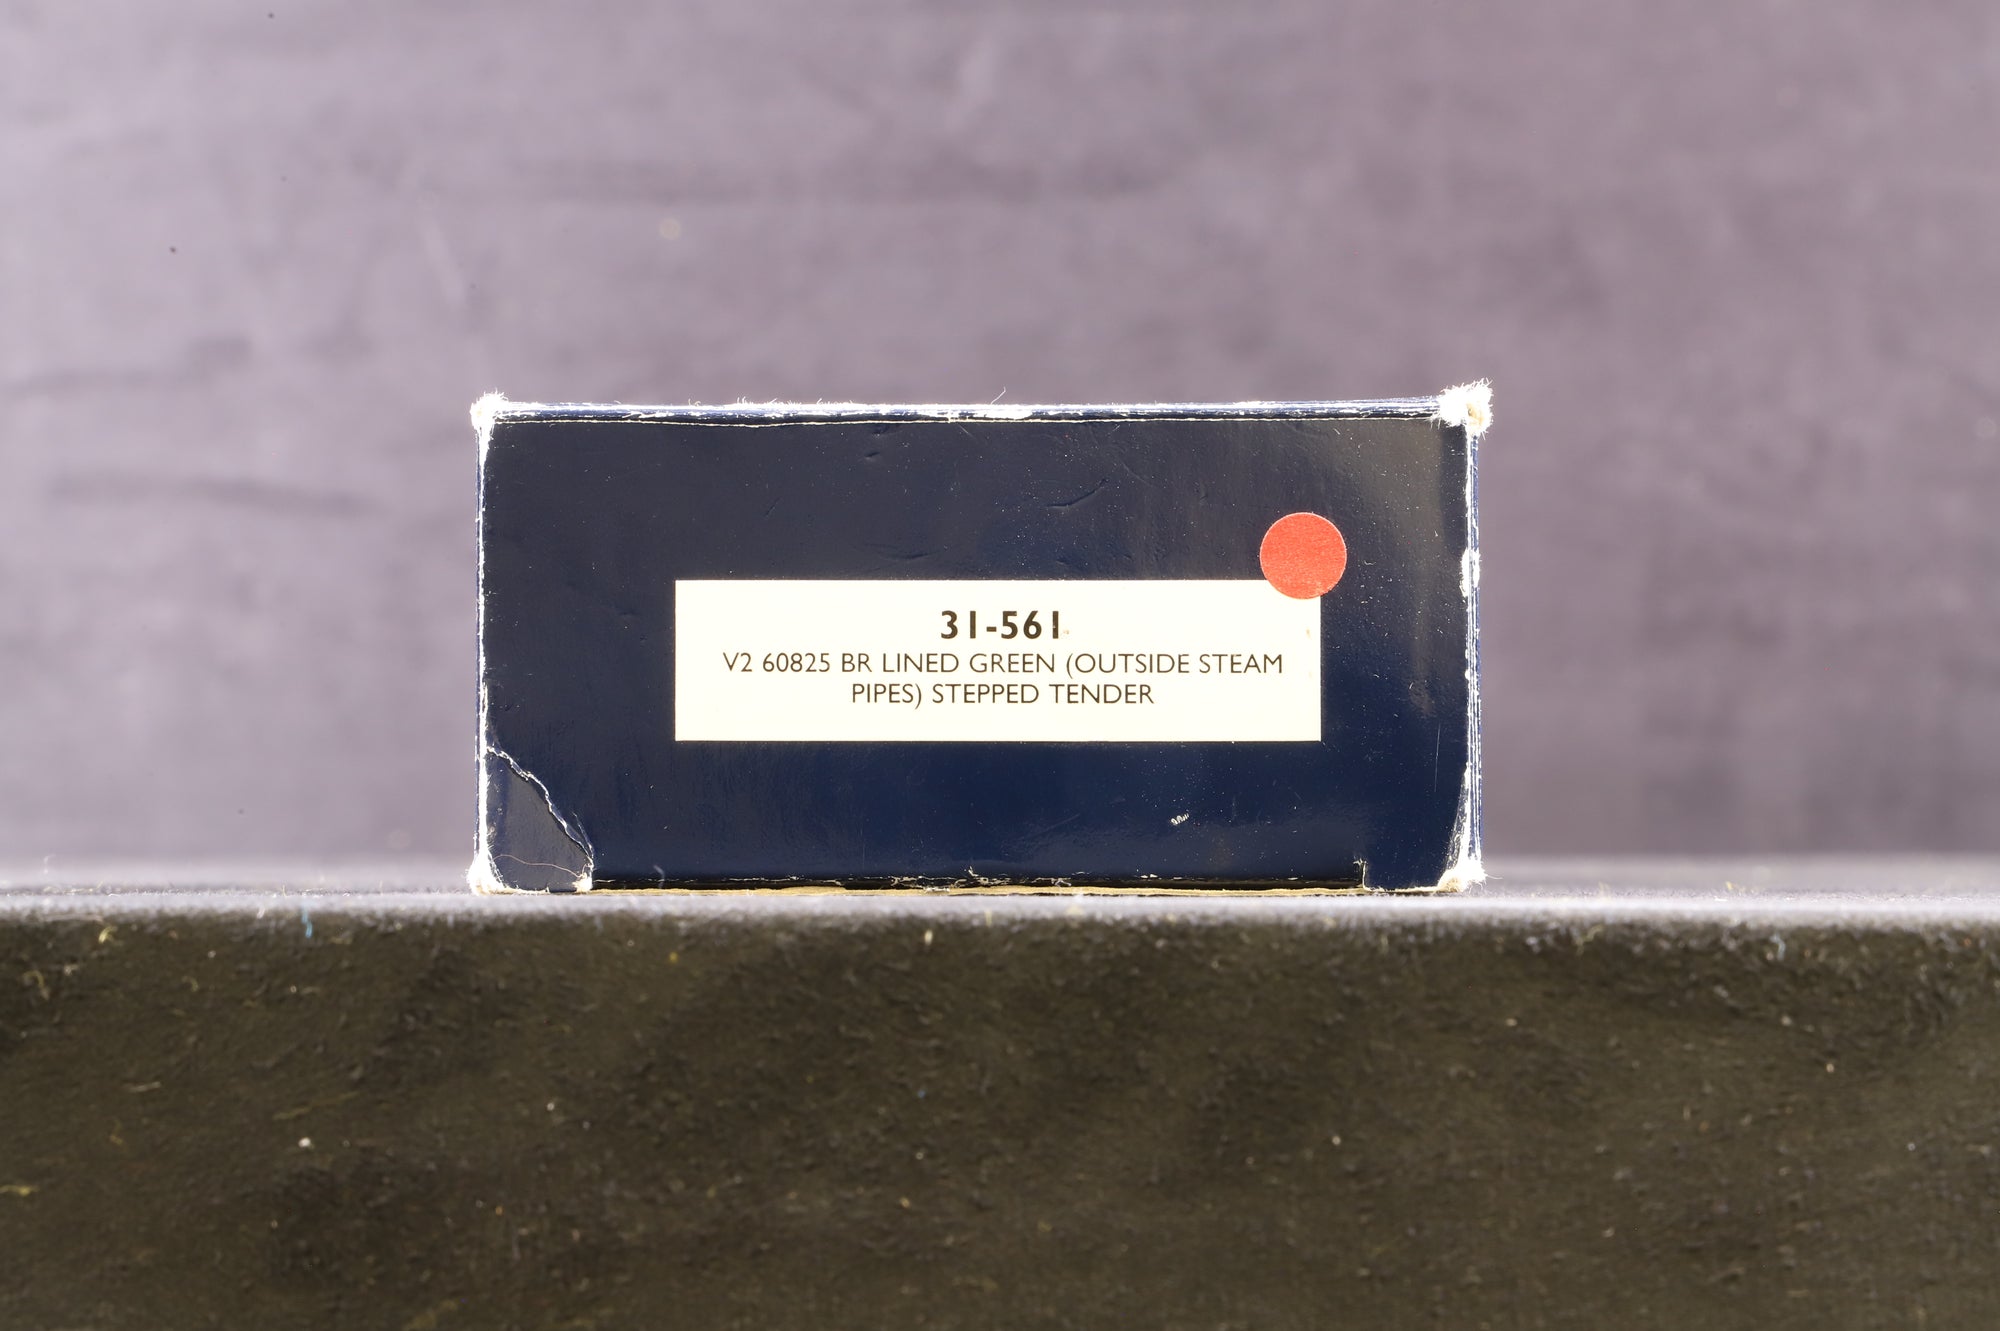 31-561
V2 60825 BR LINED GREEN (OUTSIDE STEAM
PIPES) STEPPED TENDER